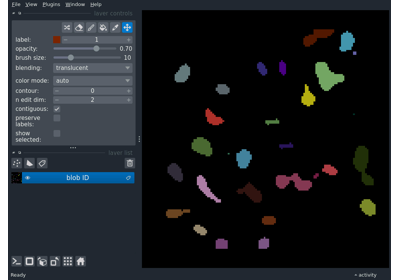 File View Plugins Window Help
layer controls
label: 1
opacity: 0.70
brush size: 10
blending: translucent
color mode: auto
contour: 0
n edit dim: 2
contiguous:
preserve
labels:
show
selected:
layer list
blob ID
Ready
activity